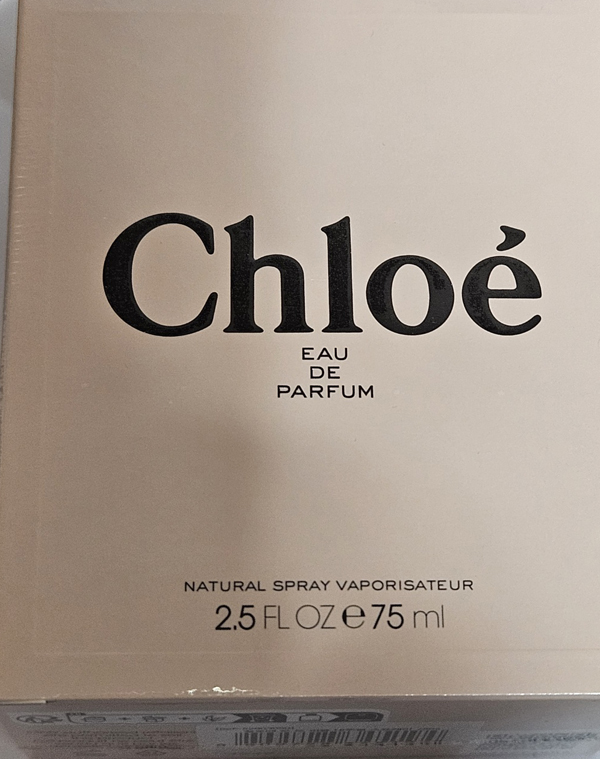 Chloé
EAU
DE
PARFUM
NATURAL SPRAY VAPORISATEUR
2.5 FL OZ e 75 ml